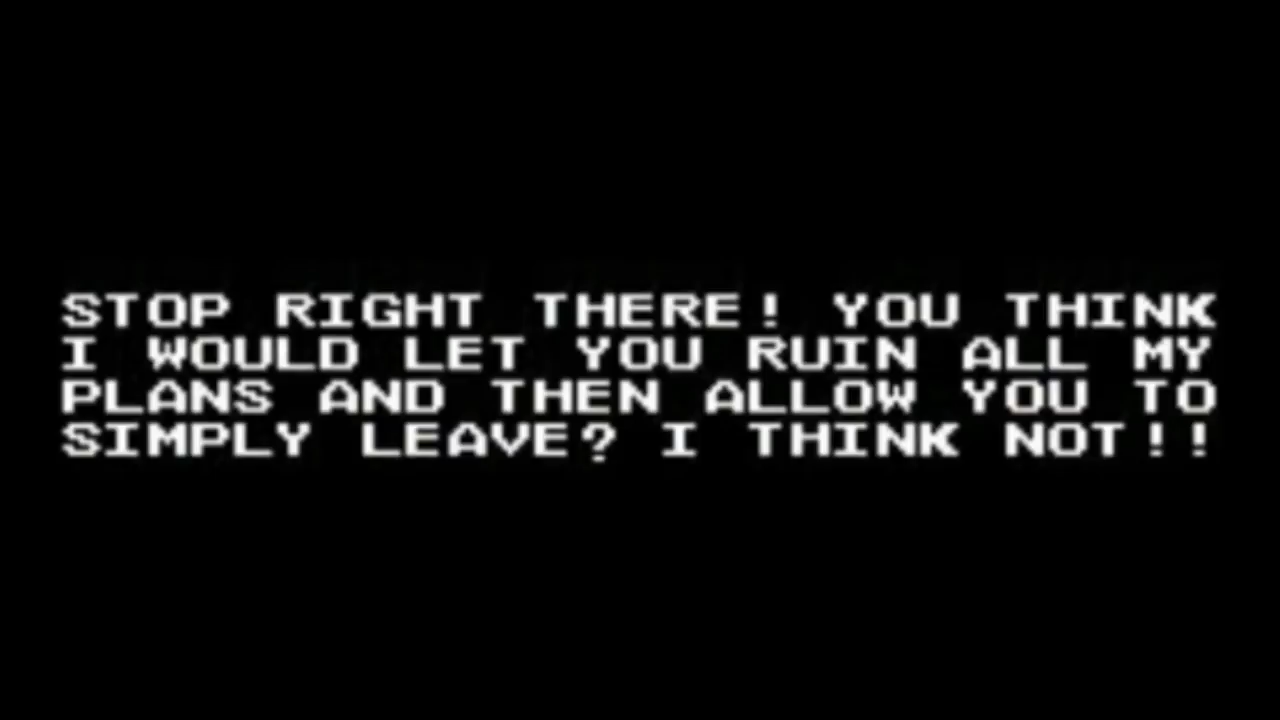 STOP RIGHT THERE! YOU THINK
I WOULD LET YOU RUIN ALL MY
PLANS AND THEN ALLOW YOU TO
SIMPLY LEAVE? I THINK NOT!!